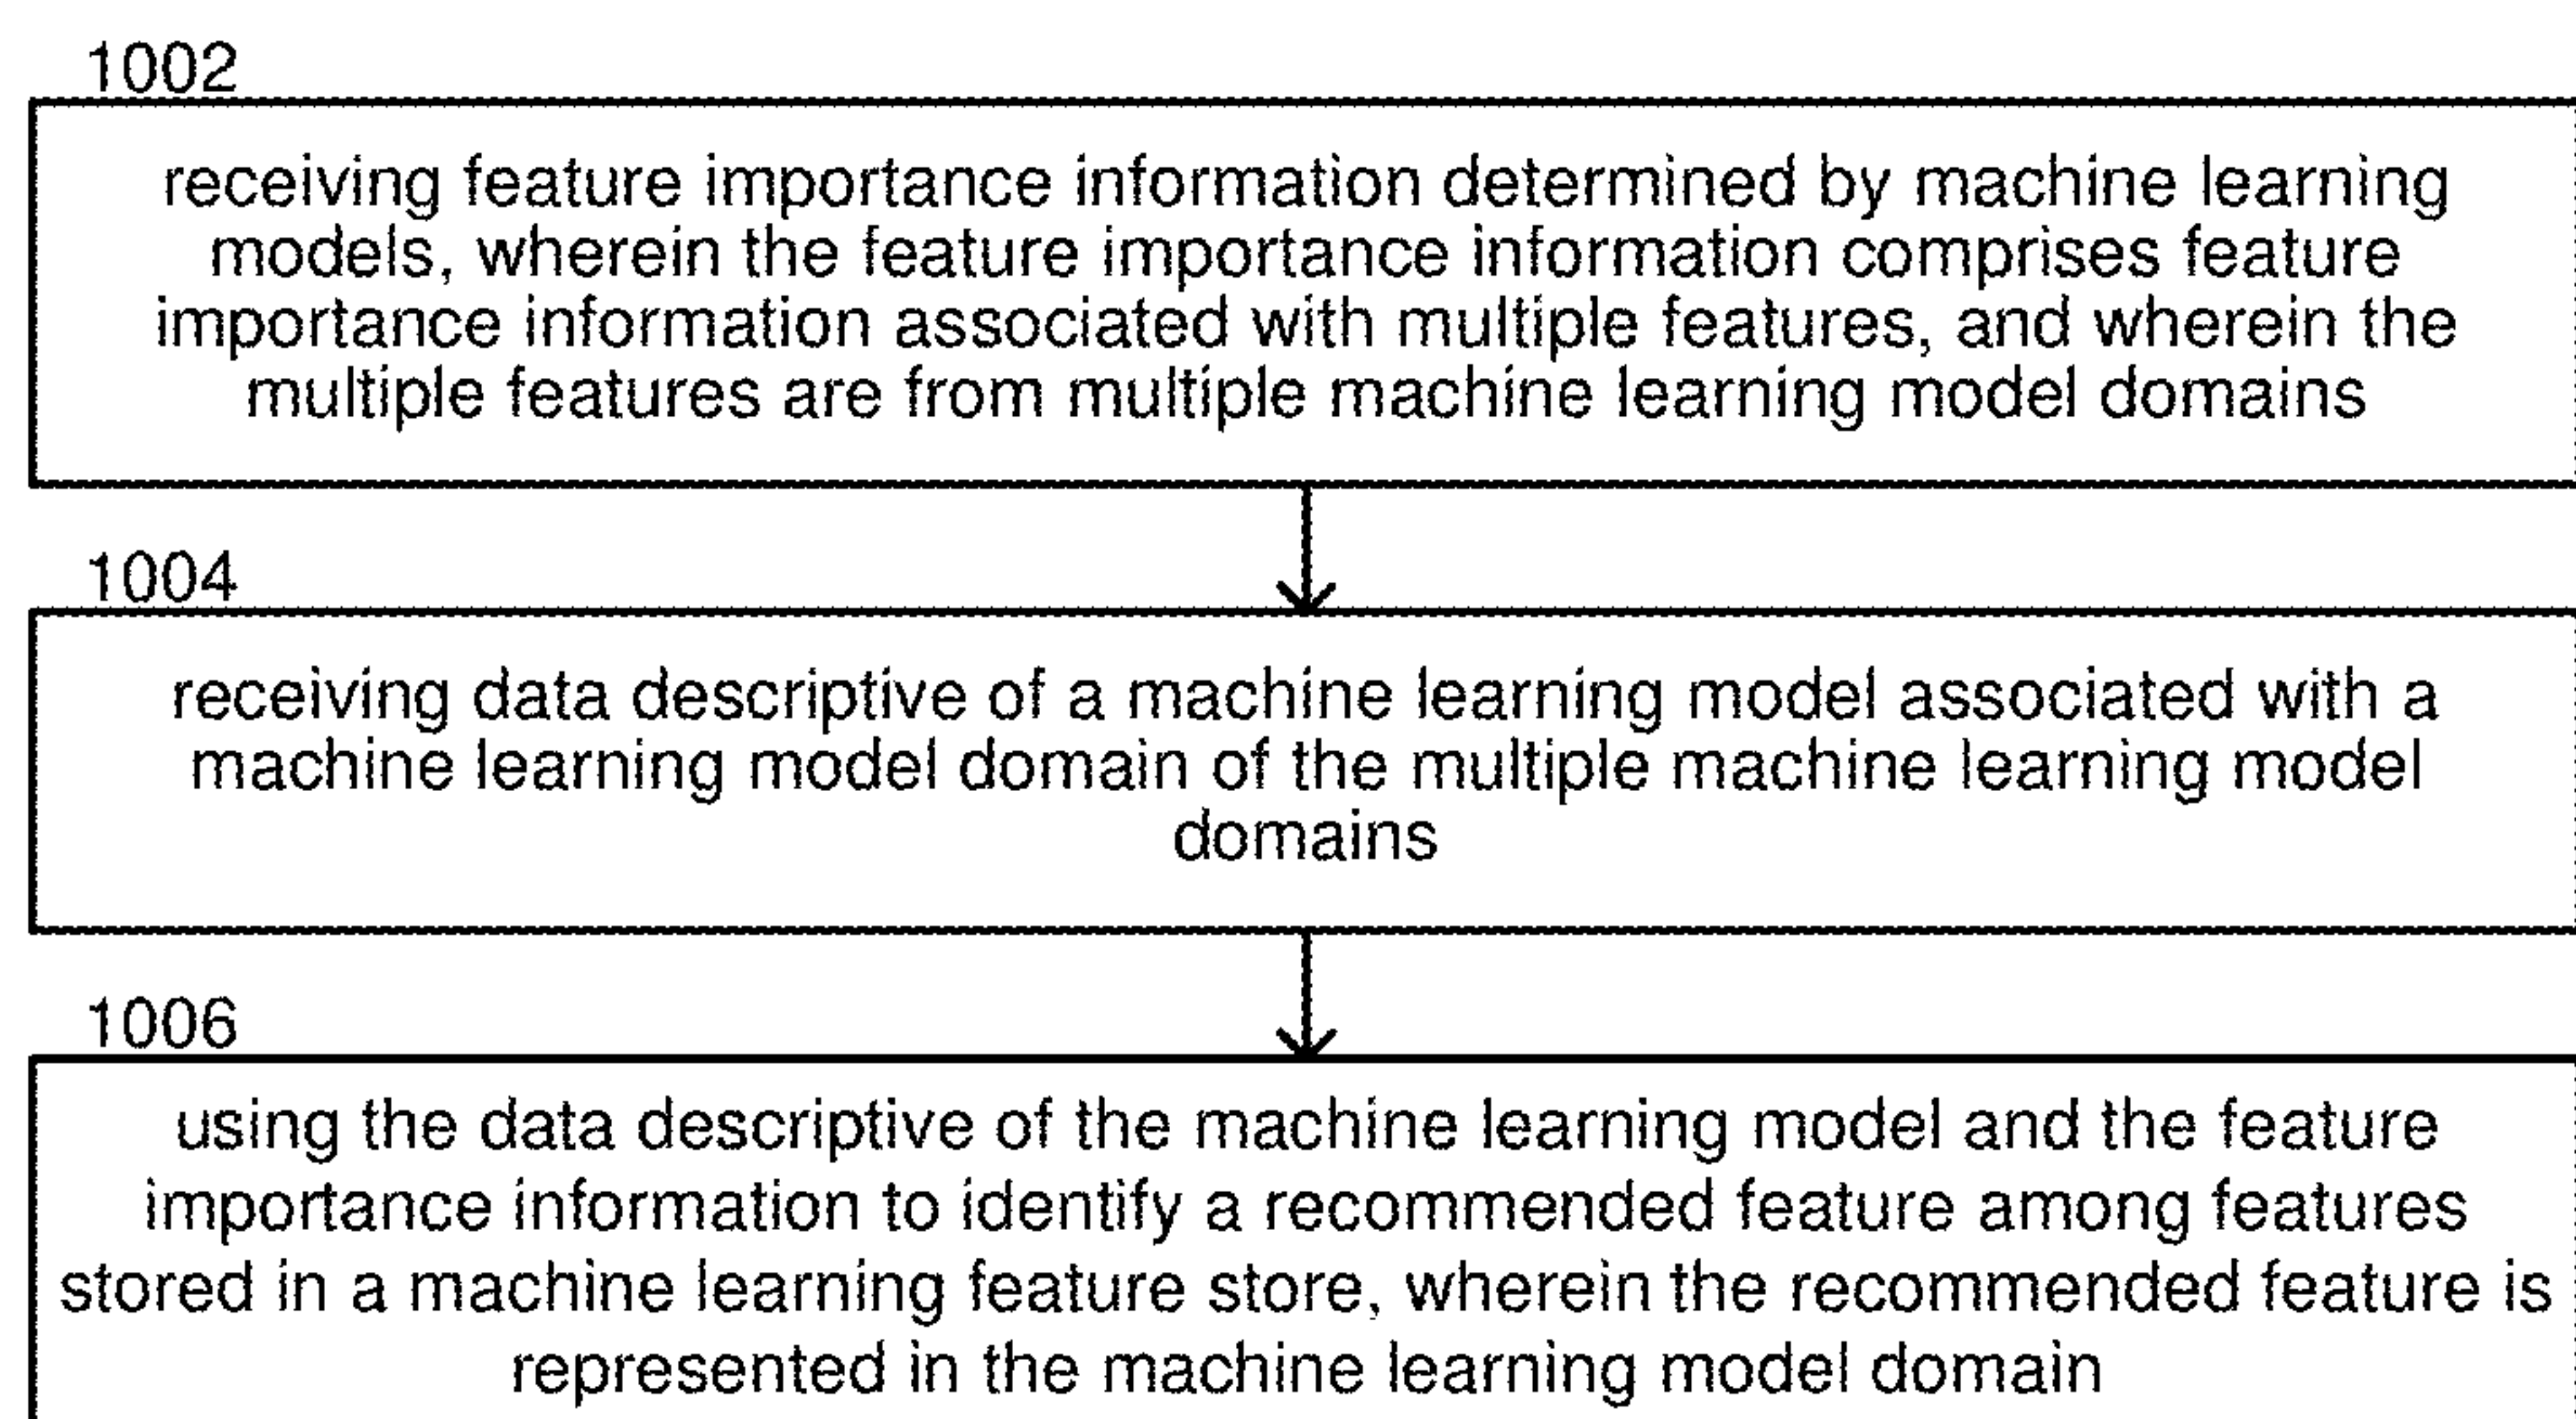 1002
receiving feature importance information determined by machine learning
models, wherein the feature importance information comprises feature
importance information associated with multiple features, and wherein the
multiple features are from multiple machine learning model domains
1004
receiving data descriptive of a machine learning model associated with a
machine learning model domain of the multiple machine learning model
domains
1006
using the data descriptive of the machine learning model and the feature
importance information to identify a recommended feature among features
stored in a machine learning feature store, wherein the recommended feature is
represented in the machine learning model domain